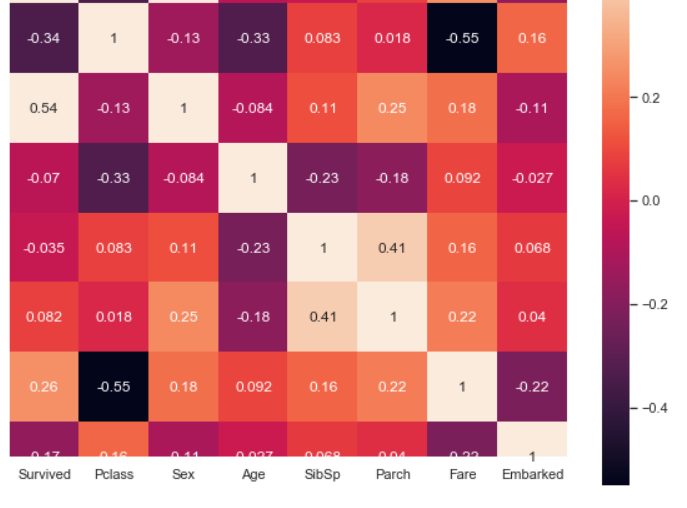 -0.34 1 -0.13 -0.33 0.083 0.018 -0.55 0.16
0.54 -0.13 1 -0.084 0.11 0.25 0.18 -0.11
0.2
-0.07 -0.33 -0.084 1 -0.23 -0.18 0.092 -0.027
0.0
-0.035 0.083 0.11 -0.23 1 0.41 0.16 0.068
-0.2
0.082 0.018 0.25 -0.18 0.41 1 0.22 0.04
0.26 -0.55 0.18 0.092 0.16 0.22 1 -0.22
-0.4
1
Survived Pclass Sex Age SibSp Parch Fare Embarked